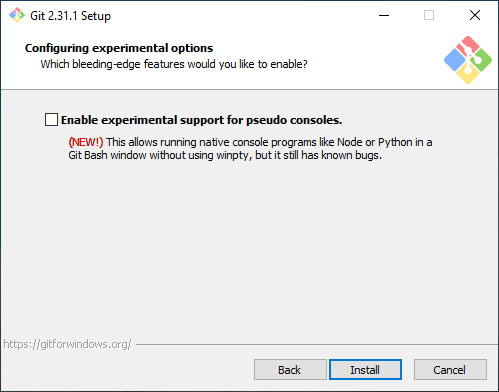 Git 2.31.1 Setup
Configuring experimental options
Which bleeding-edge features would you like to enable?
Enable experimental support for pseudo consoles.
(NEW!) This allows running native console programs like Node or Python in a
Git Bash window without using winpty, but it still has known bugs.
https://gitforwindows.org/
Back Install Cancel